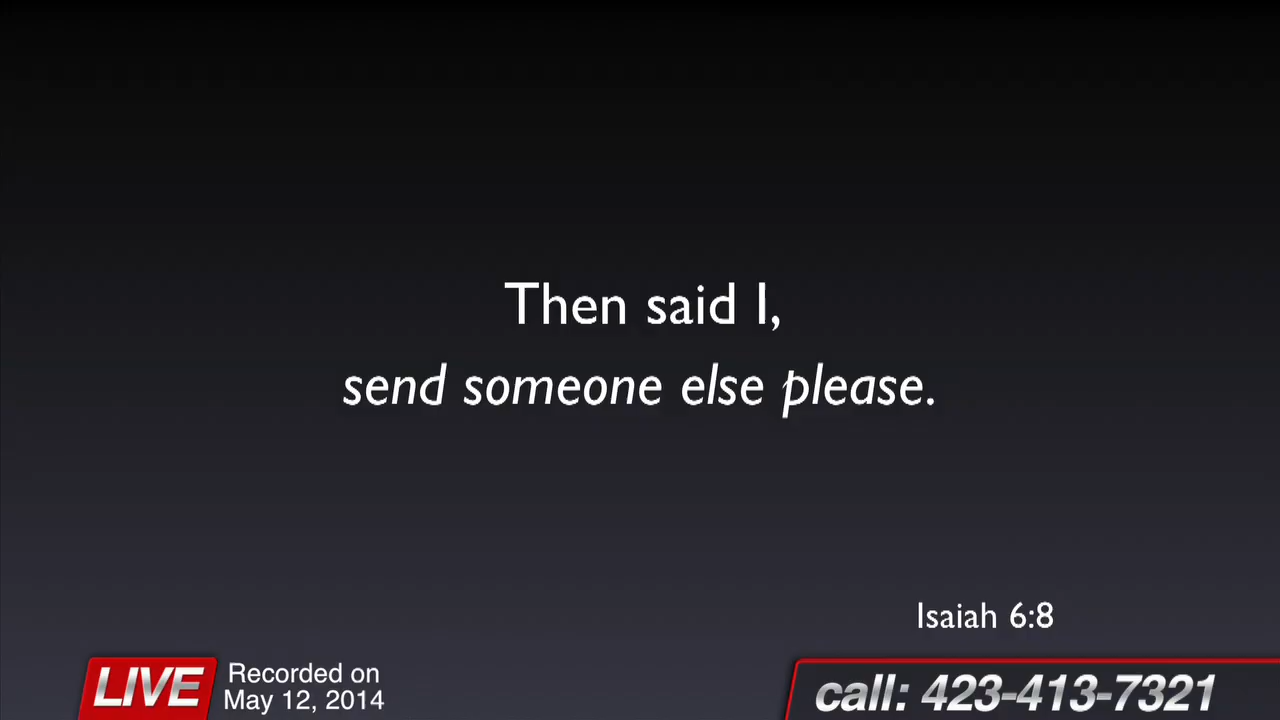 Then said I,
send someone else please.
Isaiah 6:8
LIVE
Recorded on
May 12, 2014
call: 423-413-7321